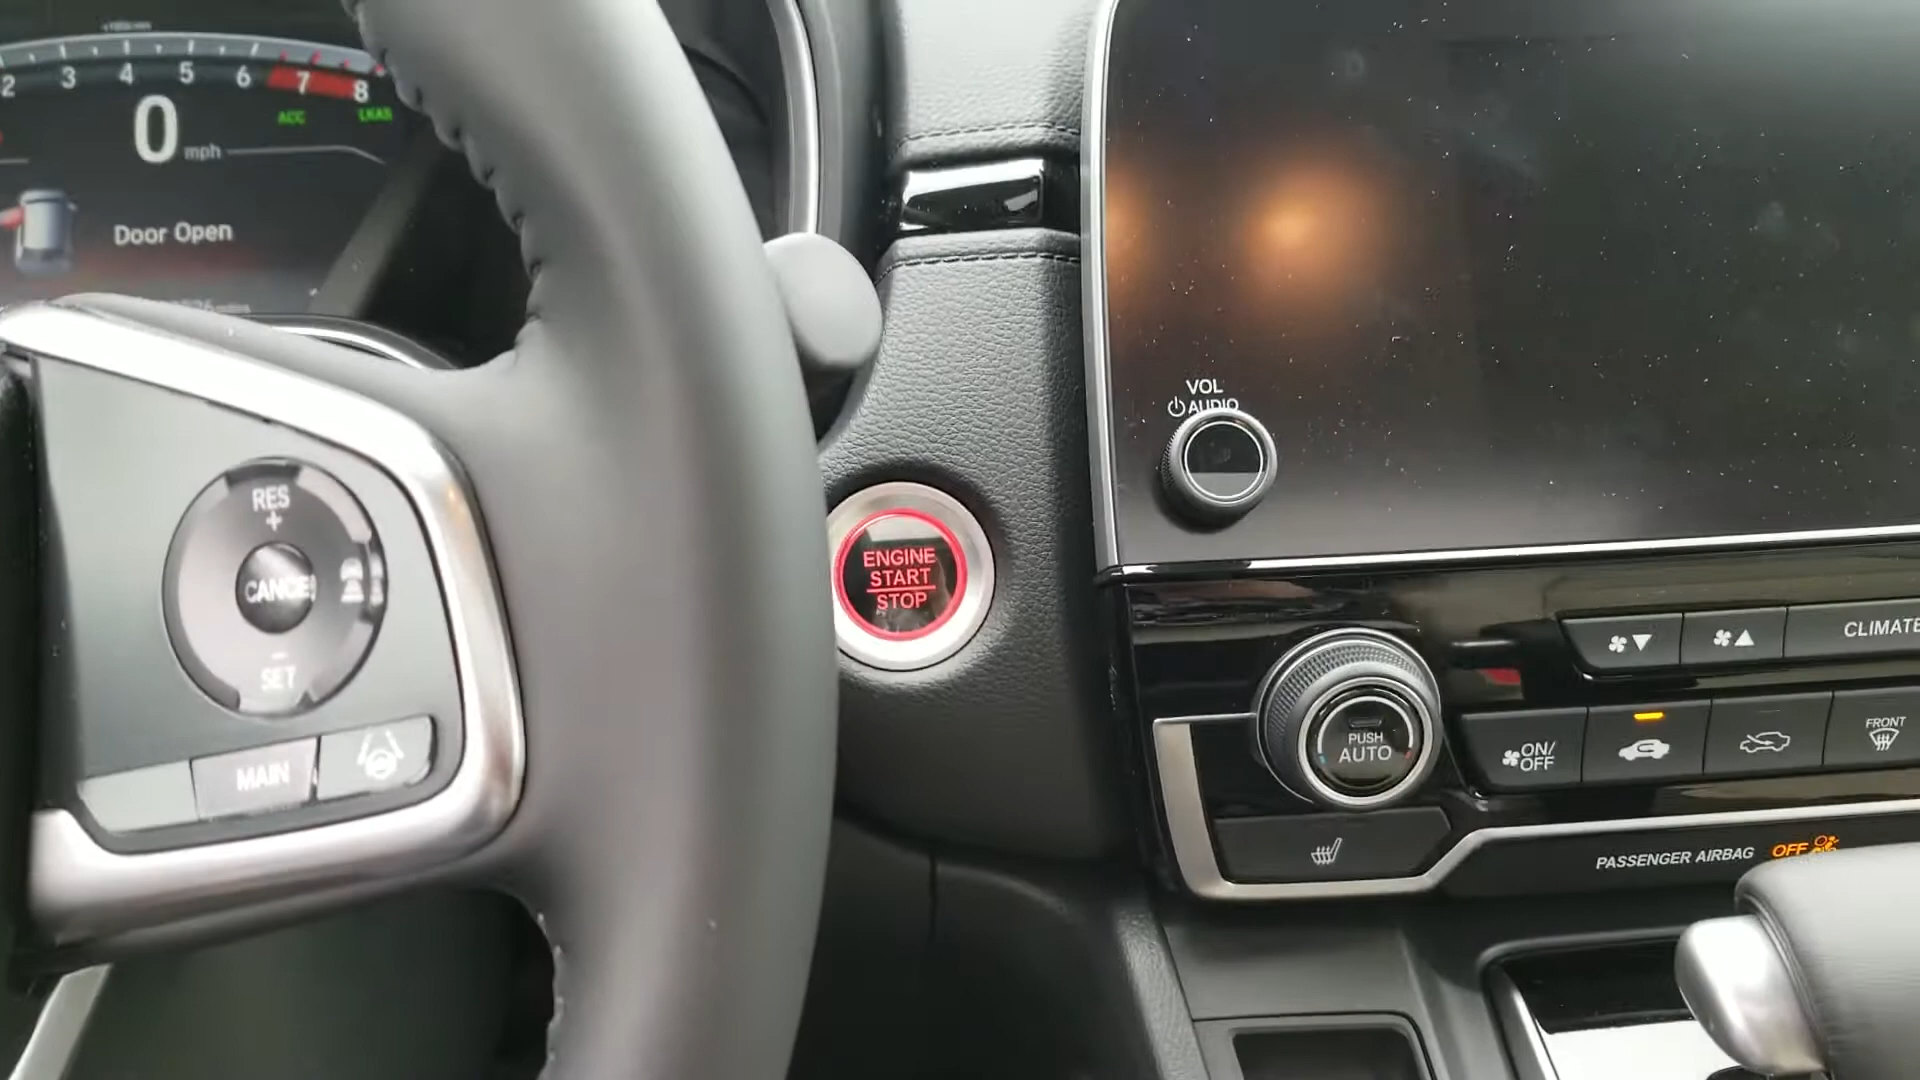 2 3 4 5 6 7 8
ACC LKAS
0 mph
Door Open
RES
+
CANCEL
-
SET
MAIN
ENGINE
START
STOP
VOL
AUDIO
PUSH
AUTO
CLIMATE
ON/
OFF
FRONT
PASSENGER AIRBAG OFF